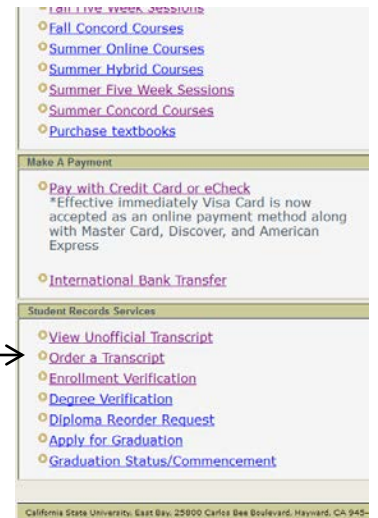 Fall Five Week Sessions
Fall Concord Courses
Summer Online Courses
Summer Hybrid Courses
Summer Five Week Sessions
Summer Concord Courses
Purchase textbooks
Make A Payment
Pay with Credit Card or eCheck
*Effective immediately Visa Card is now
accepted as an online payment method along
with Master Card, Discover, and American
Express
International Bank Transfer
Student Records Services
View Unofficial Transcript
Order a Transcript
Enrollment Verification
Degree Verification
Diploma Reorder Request
Apply for Graduation
Graduation Status/Commencement
California State University, East Bay, 25800 Carlos Bee Boulevard, Hayward, CA 945